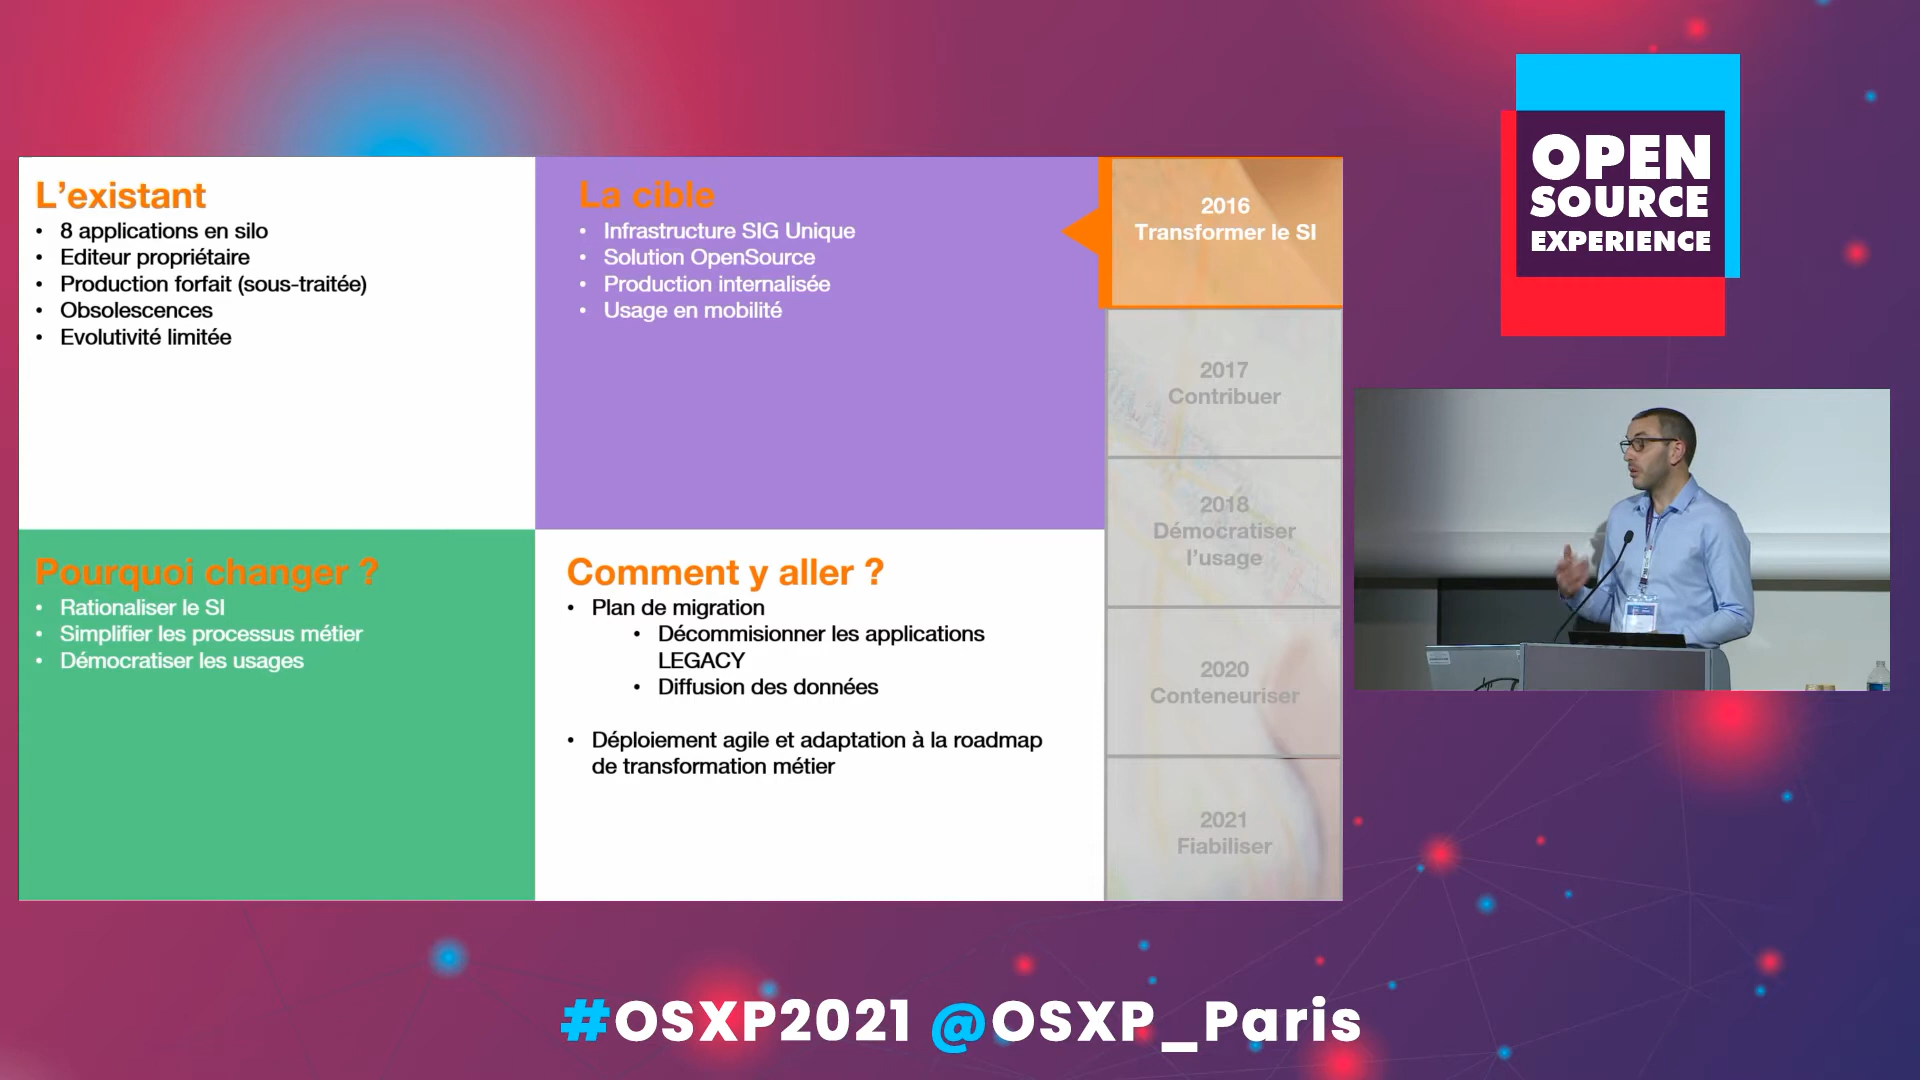 L'existant
• 8 applications en silo
• Editeur propriétaire
• Production forfait (sous-traitée)
• Obsolescences
• Evolutivité limitée
La cible
• Infrastructure SIG Unique
• Solution OpenSource
• Production internalisée
• Usage en mobilité
Pourquoi changer ?
• Rationaliser le SI
• Simplifier les processus métier
• Démocratiser les usages
Comment y aller ?
• Plan de migration
• Décommisionner les applications
LEGACY
• Diffusion des données
• Déploiement agile et adaptation à la roadmap
de transformation métier
2016
Transformer le SI
2017
Contribuer
2018
Démocratiser
l'usage
2020
Conteneuriser
2021
Fiabiliser
OPEN
SOURCE
EXPERIENCE
#OSXP2021 @OSXP_Paris